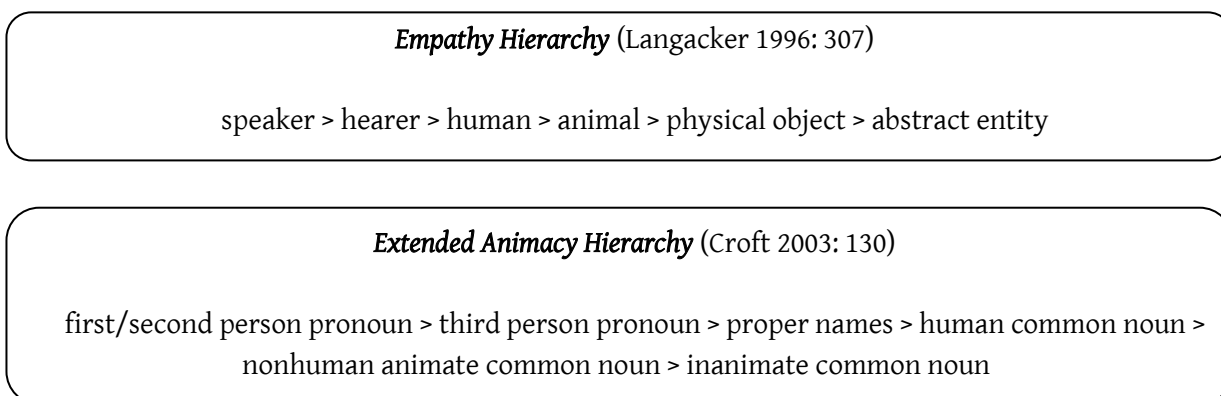 Empathy Hierarchy (Langacker 1996: 307)
speaker > hearer > human > animal > physical object > abstract entity
Extended Animacy Hierarchy (Croft 2003: 130)
first/second person pronoun > third person pronoun > proper names > human common noun >
nonhuman animate common noun > inanimate common noun